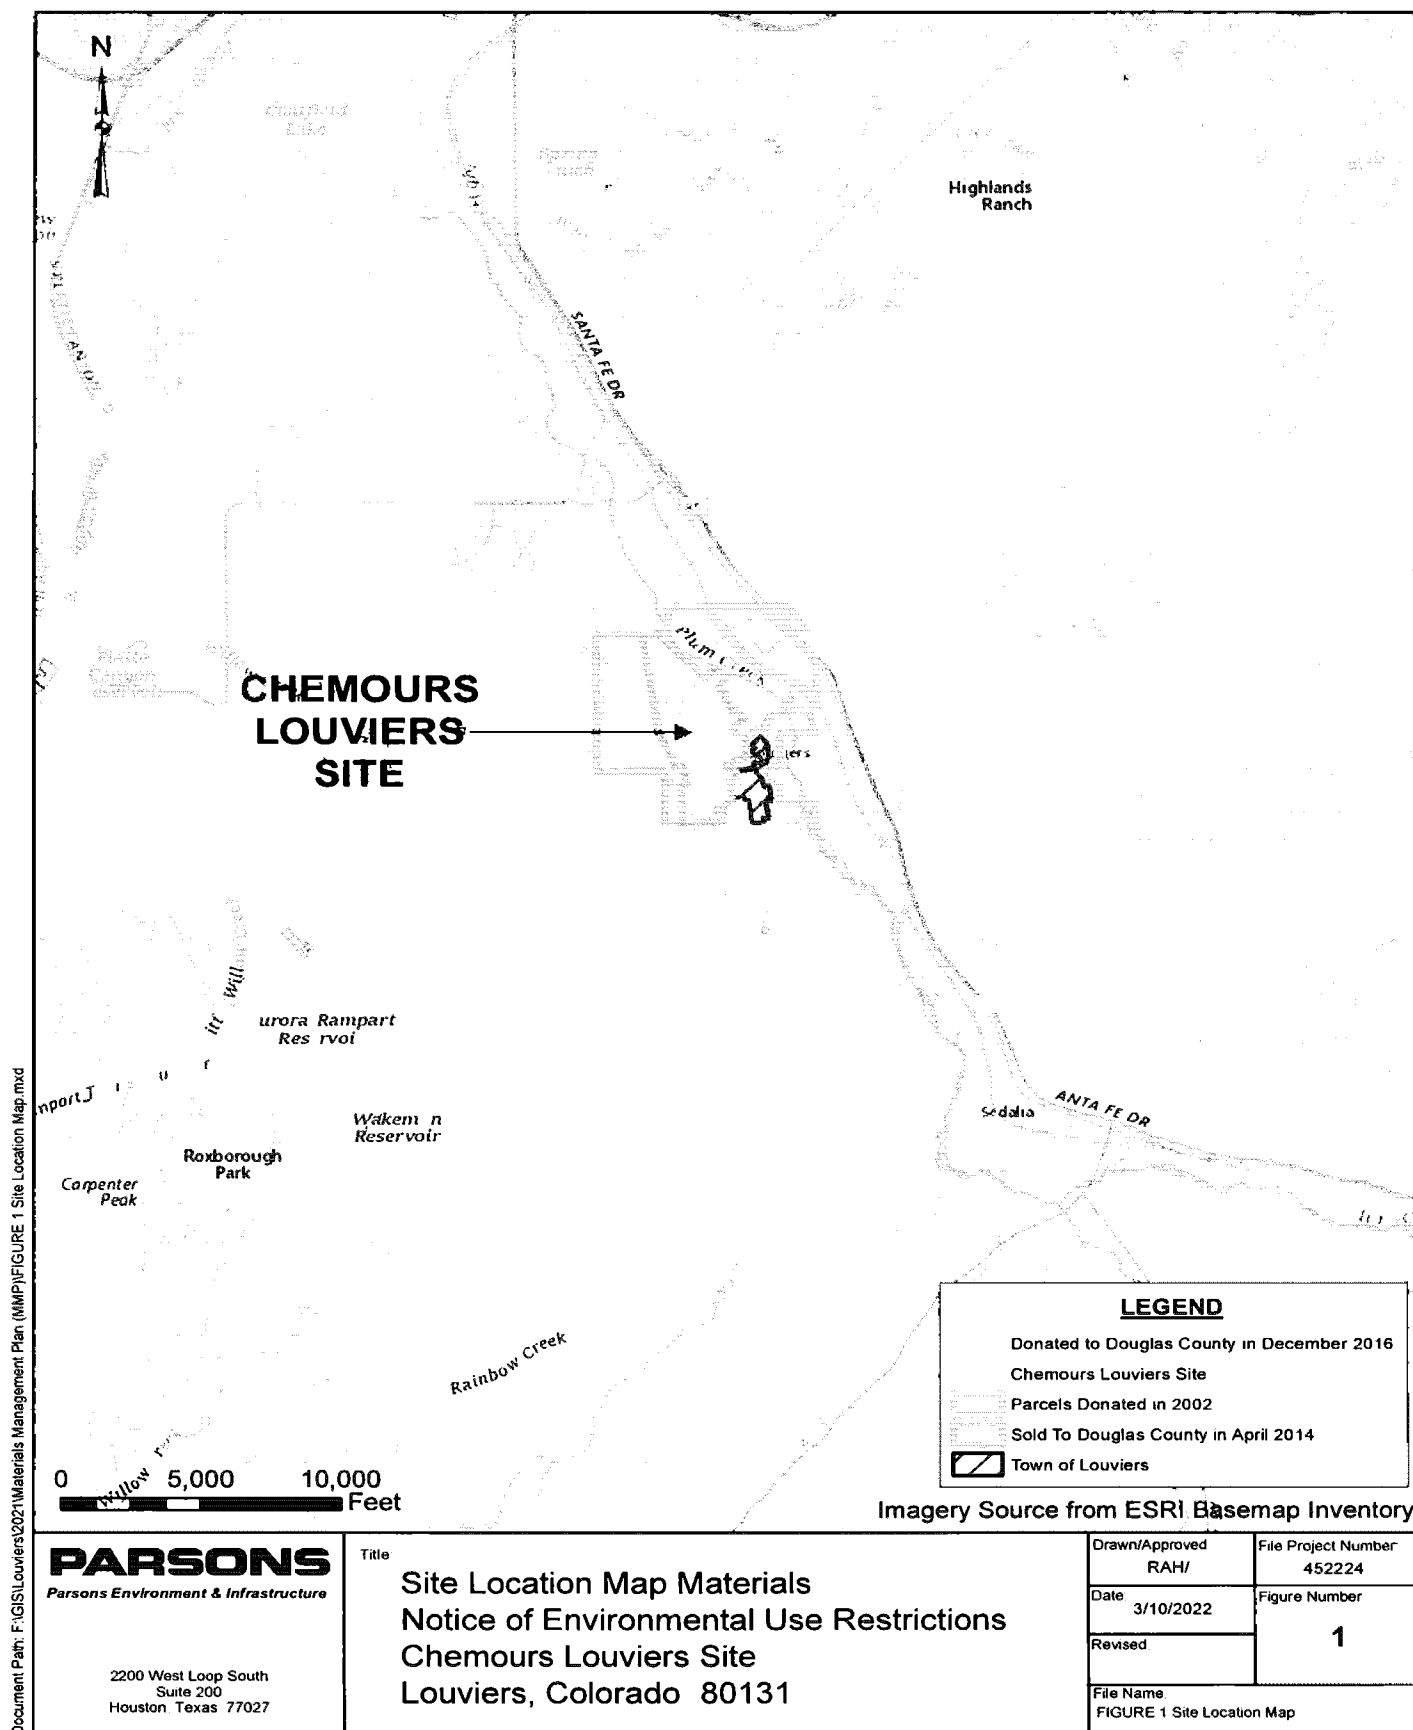 N
Chatfield
Lake
Highlands
Ranch
SANTA FE DR
Plum
CHEMOURS
LOUVIERS
SITE
iers
Will
urora Rampart
Res rvoi
nport
Wakem n
Reservoir
Roxborough
Park
Carpenter
Peak
Sedalia
ANTA FE DR
Rainbow Creek
Willow
LEGEND
Donated to Douglas County in December 2016
Chemours Louviers Site
Parcels Donated in 2002
Sold To Douglas County in April 2014
Town of Louviers
0 5,000 10,000
Feet
Imagery Source from ESRI Basemap Inventory
Document Path: F:\GIS\Louviers\2021\Materials Management Plan (MMP)\FIGURE 1 Site Location Map.mxd
PARSONS
Parsons Environment & Infrastructure
2200 West Loop South
Suite 200
Houston Texas 77027
Title
Site Location Map Materials
Notice of Environmental Use Restrictions
Chemours Louviers Site
Louviers, Colorado 80131
Drawn/Approved
RAH/
File Project Number
452224
Date
3/10/2022
Figure Number
1
Revised
File Name
FIGURE 1 Site Location Map